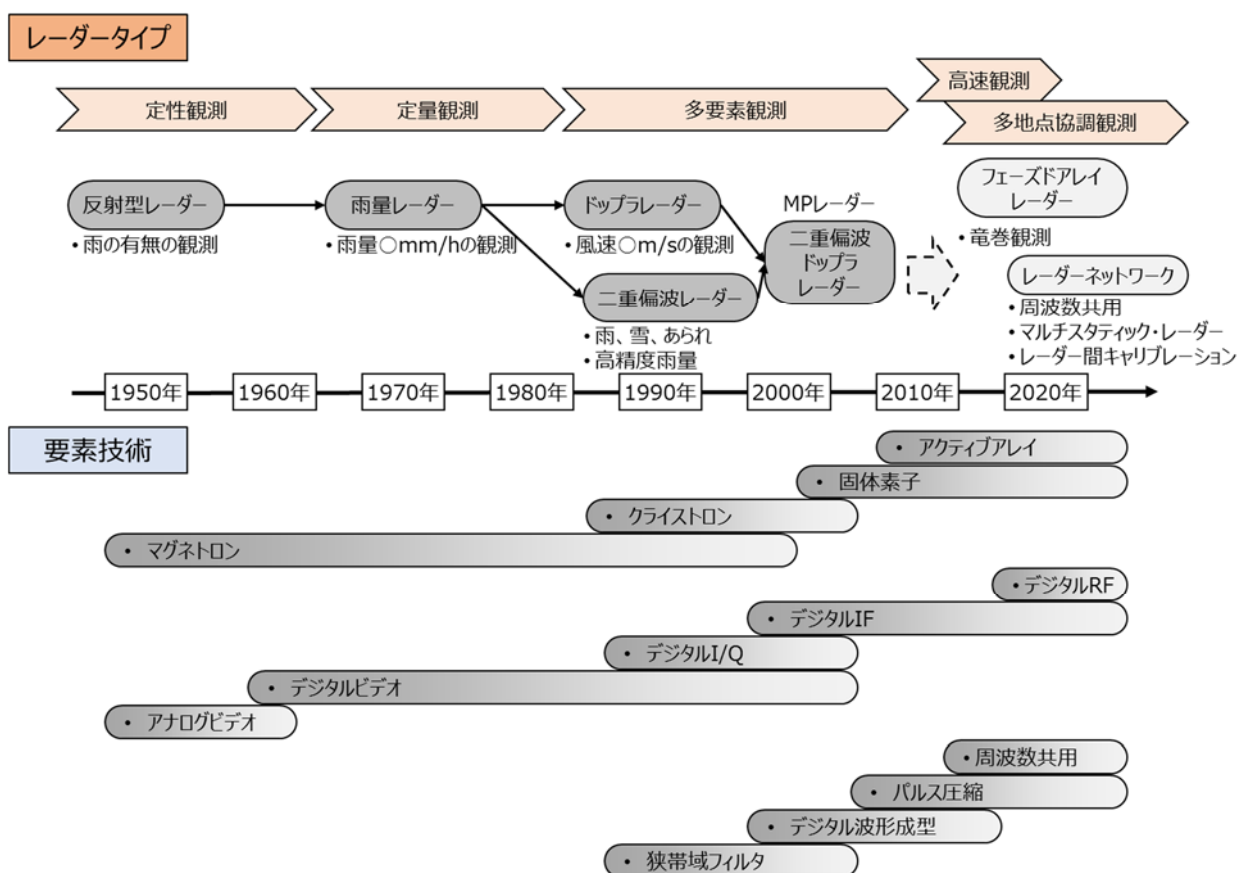 レーダータイプ
高速観測
定性観測
定量観測
多要素観測
多地点協調観測
反射型レーダー
・雨の有無の観測
雨量レーダー
・雨量○mm/hの観測
ドップラレーダー
・風速○m/sの観測
二重偏波レーダー
・雨、雪、あられ
・高精度雨量
MPレーダー
二重偏波
ドップラ
レーダー
フェーズドアレイ
レーダー
・竜巻観測
レーダーネットワーク
・周波数共用
・マルチスタティック・レーダー
・レーダー間キャリブレーション
1950年
1960年
1970年
1980年
1990年
2000年
2010年
2020年
要素技術
・アクティブアレイ
・固体素子
・クライストロン
・マグネトロン
・デジタルRF
・デジタルIF
・デジタルI/Q
・デジタルビデオ
・アナログビデオ
・周波数共用
・パルス圧縮
・デジタル波形成型
・狭帯域フィルタ